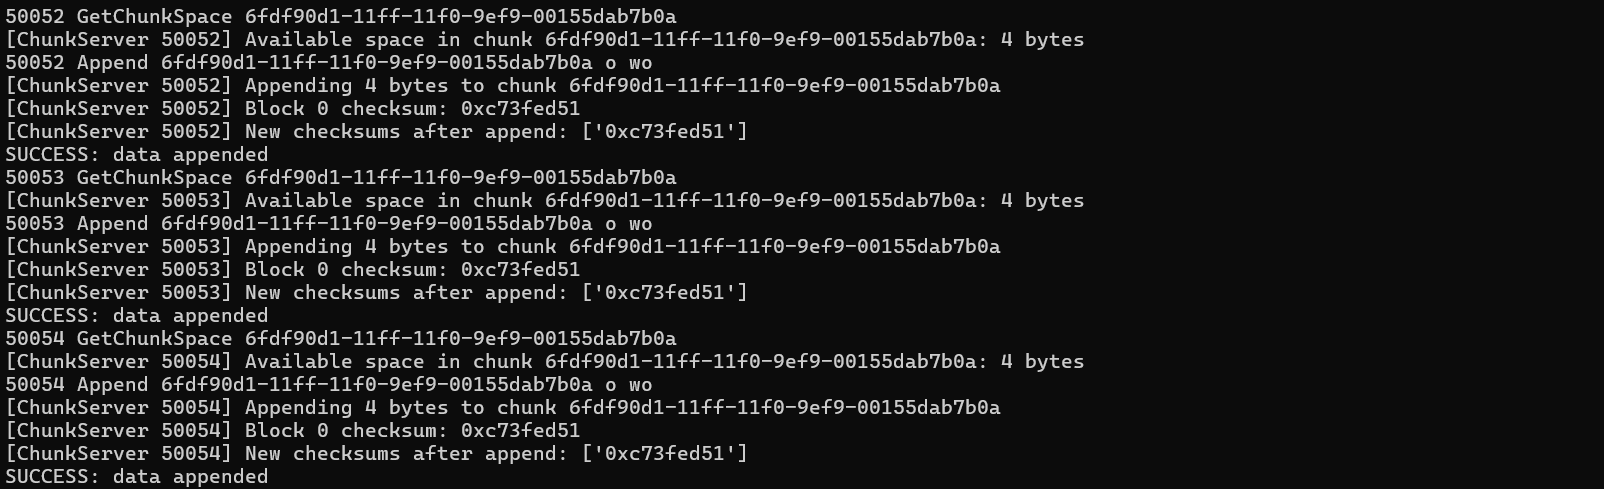 50052 GetChunkSpace 6fdf90d1-11ff-11f0-9ef9-00155dab7b0a
[ChunkServer 50052] Available space in chunk 6fdf90d1-11ff-11f0-9ef9-00155dab7b0a: 4 bytes
50052 Append 6fdf90d1-11ff-11f0-9ef9-00155dab7b0a o wo
[ChunkServer 50052] Appending 4 bytes to chunk 6fdf90d1-11ff-11f0-9ef9-00155dab7b0a
[ChunkServer 50052] Block 0 checksum: 0xc73fed51
[ChunkServer 50052] New checksums after append: ['0xc73fed51']
SUCCESS: data appended
50053 GetChunkSpace 6fdf90d1-11ff-11f0-9ef9-00155dab7b0a
[ChunkServer 50053] Available space in chunk 6fdf90d1-11ff-11f0-9ef9-00155dab7b0a: 4 bytes
50053 Append 6fdf90d1-11ff-11f0-9ef9-00155dab7b0a o wo
[ChunkServer 50053] Appending 4 bytes to chunk 6fdf90d1-11ff-11f0-9ef9-00155dab7b0a
[ChunkServer 50053] Block 0 checksum: 0xc73fed51
[ChunkServer 50053] New checksums after append: ['0xc73fed51']
SUCCESS: data appended
50054 GetChunkSpace 6fdf90d1-11ff-11f0-9ef9-00155dab7b0a
[ChunkServer 50054] Available space in chunk 6fdf90d1-11ff-11f0-9ef9-00155dab7b0a: 4 bytes
50054 Append 6fdf90d1-11ff-11f0-9ef9-00155dab7b0a o wo
[ChunkServer 50054] Appending 4 bytes to chunk 6fdf90d1-11ff-11f0-9ef9-00155dab7b0a
[ChunkServer 50054] Block 0 checksum: 0xc73fed51
[ChunkServer 50054] New checksums after append: ['0xc73fed51']
SUCCESS: data appended